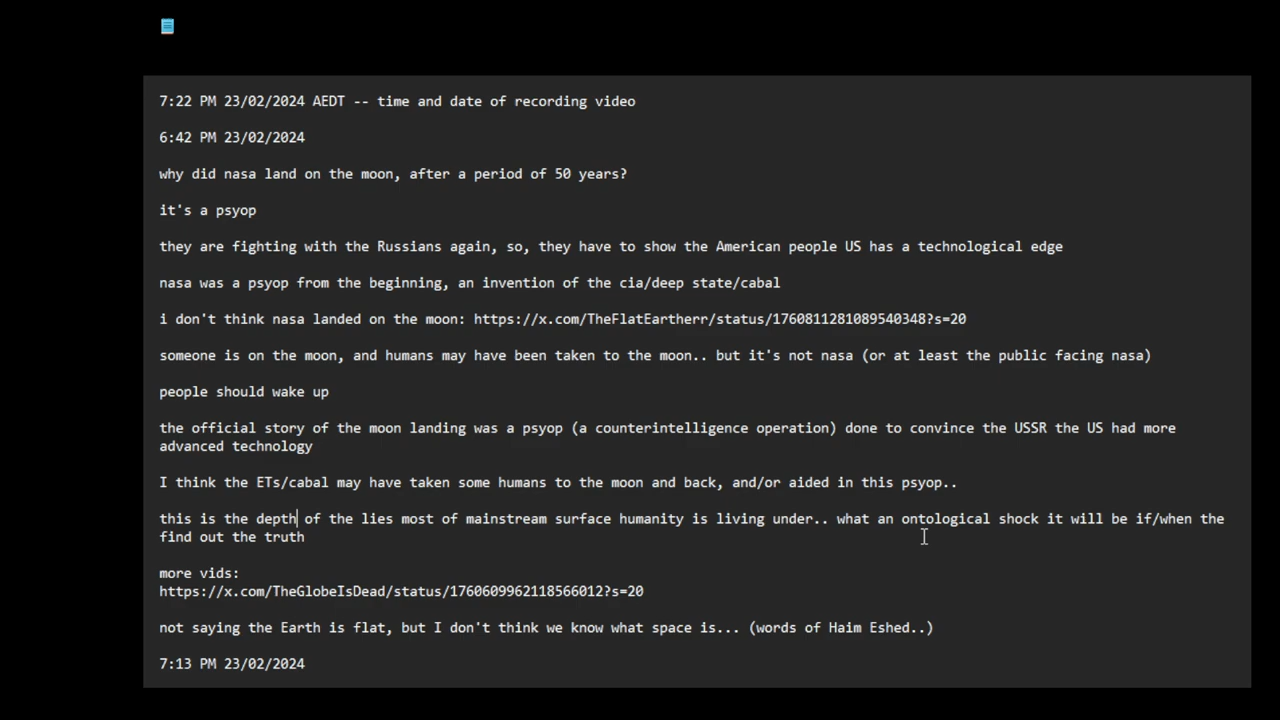 7:22 PM 23/02/2024 AEDT -- time and date of recording video
6:42 PM 23/02/2024
why did nasa land on the moon, after a period of 50 years?
it's a psyop
they are fighting with the Russians again, so, they have to show the American people US has a technological edge
nasa was a psyop from the beginning, an invention of the cia/deep state/cabal
i don't think nasa landed on the moon: https://x.com/TheFlatEartherr/status/1760811281089540348?s=20
someone is on the moon, and humans may have been taken to the moon.. but it's not nasa (or at least the public facing nasa)
people should wake up
the official story of the moon landing was a psyop (a counterintelligence operation) done to convince the USSR the US had more
advanced technology
I think the ETs/cabal may have taken some humans to the moon and back, and/or aided in this psyop..
this is the depth of the lies most of mainstream surface humanity is living under.. what an ontological shock it will be if/when the
find out the truth
more vids:
https://x.com/TheGlobeIsDead/status/1760609962118566012?s=20
not saying the Earth is flat, but I don't think we know what space is... (words of Haim Eshed..)
7:13 PM 23/02/2024